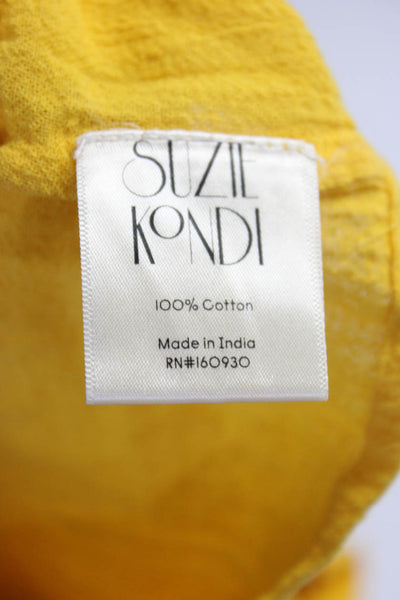 SUZIE
KONDI
100% Cotton
Made in India
RN#160930